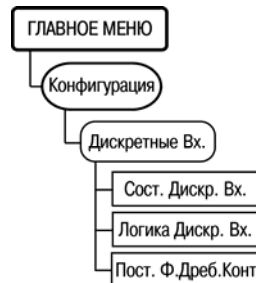 ГЛАВНОЕ МЕНЮ
Конфигурация
Дискретные Вх.
Сост. Дискр. Вх.
Логика Дискр. Вх.
Пост. Ф.Дреб.Конт